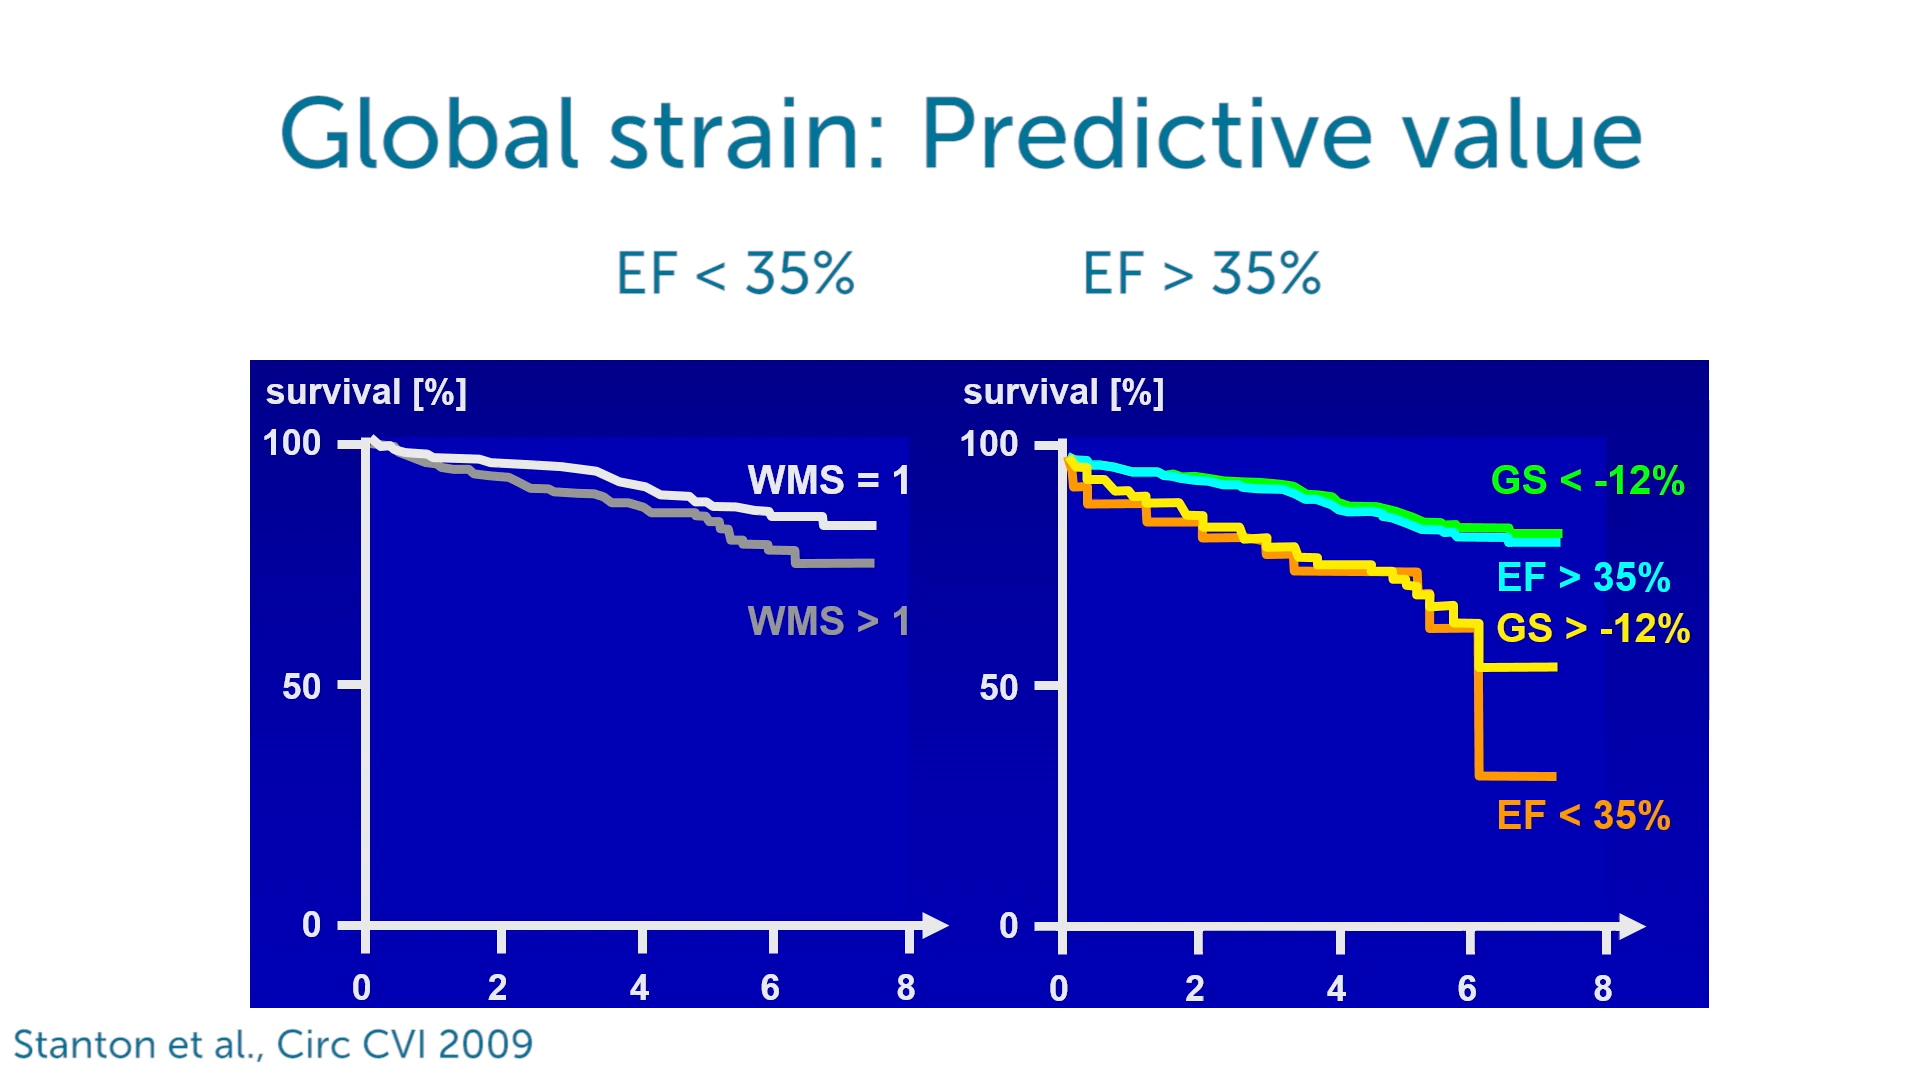 Global strain: Predictive value
EF < 35%
EF > 35%
survival [%]
100
50
0
0 2 4 6 8
WMS = 1
WMS > 1
survival [%]
100
50
0
0 2 4 6 8
GS < -12%
EF > 35%
GS > -12%
EF < 35%
Stanton et al., Circ CVI 2009